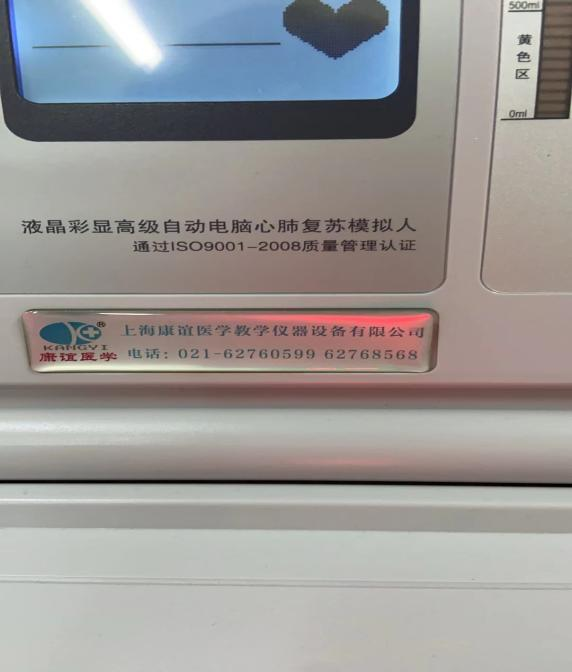 500ml
黄
色
区
0ml
液晶彩显高级自动电脑心肺复苏模拟人
通过ISO9001-2008质量管理认证
®
KANGYI
康谊医学
上海康谊医学教学仪器设备有限公司
电话：021-62760599 62768568